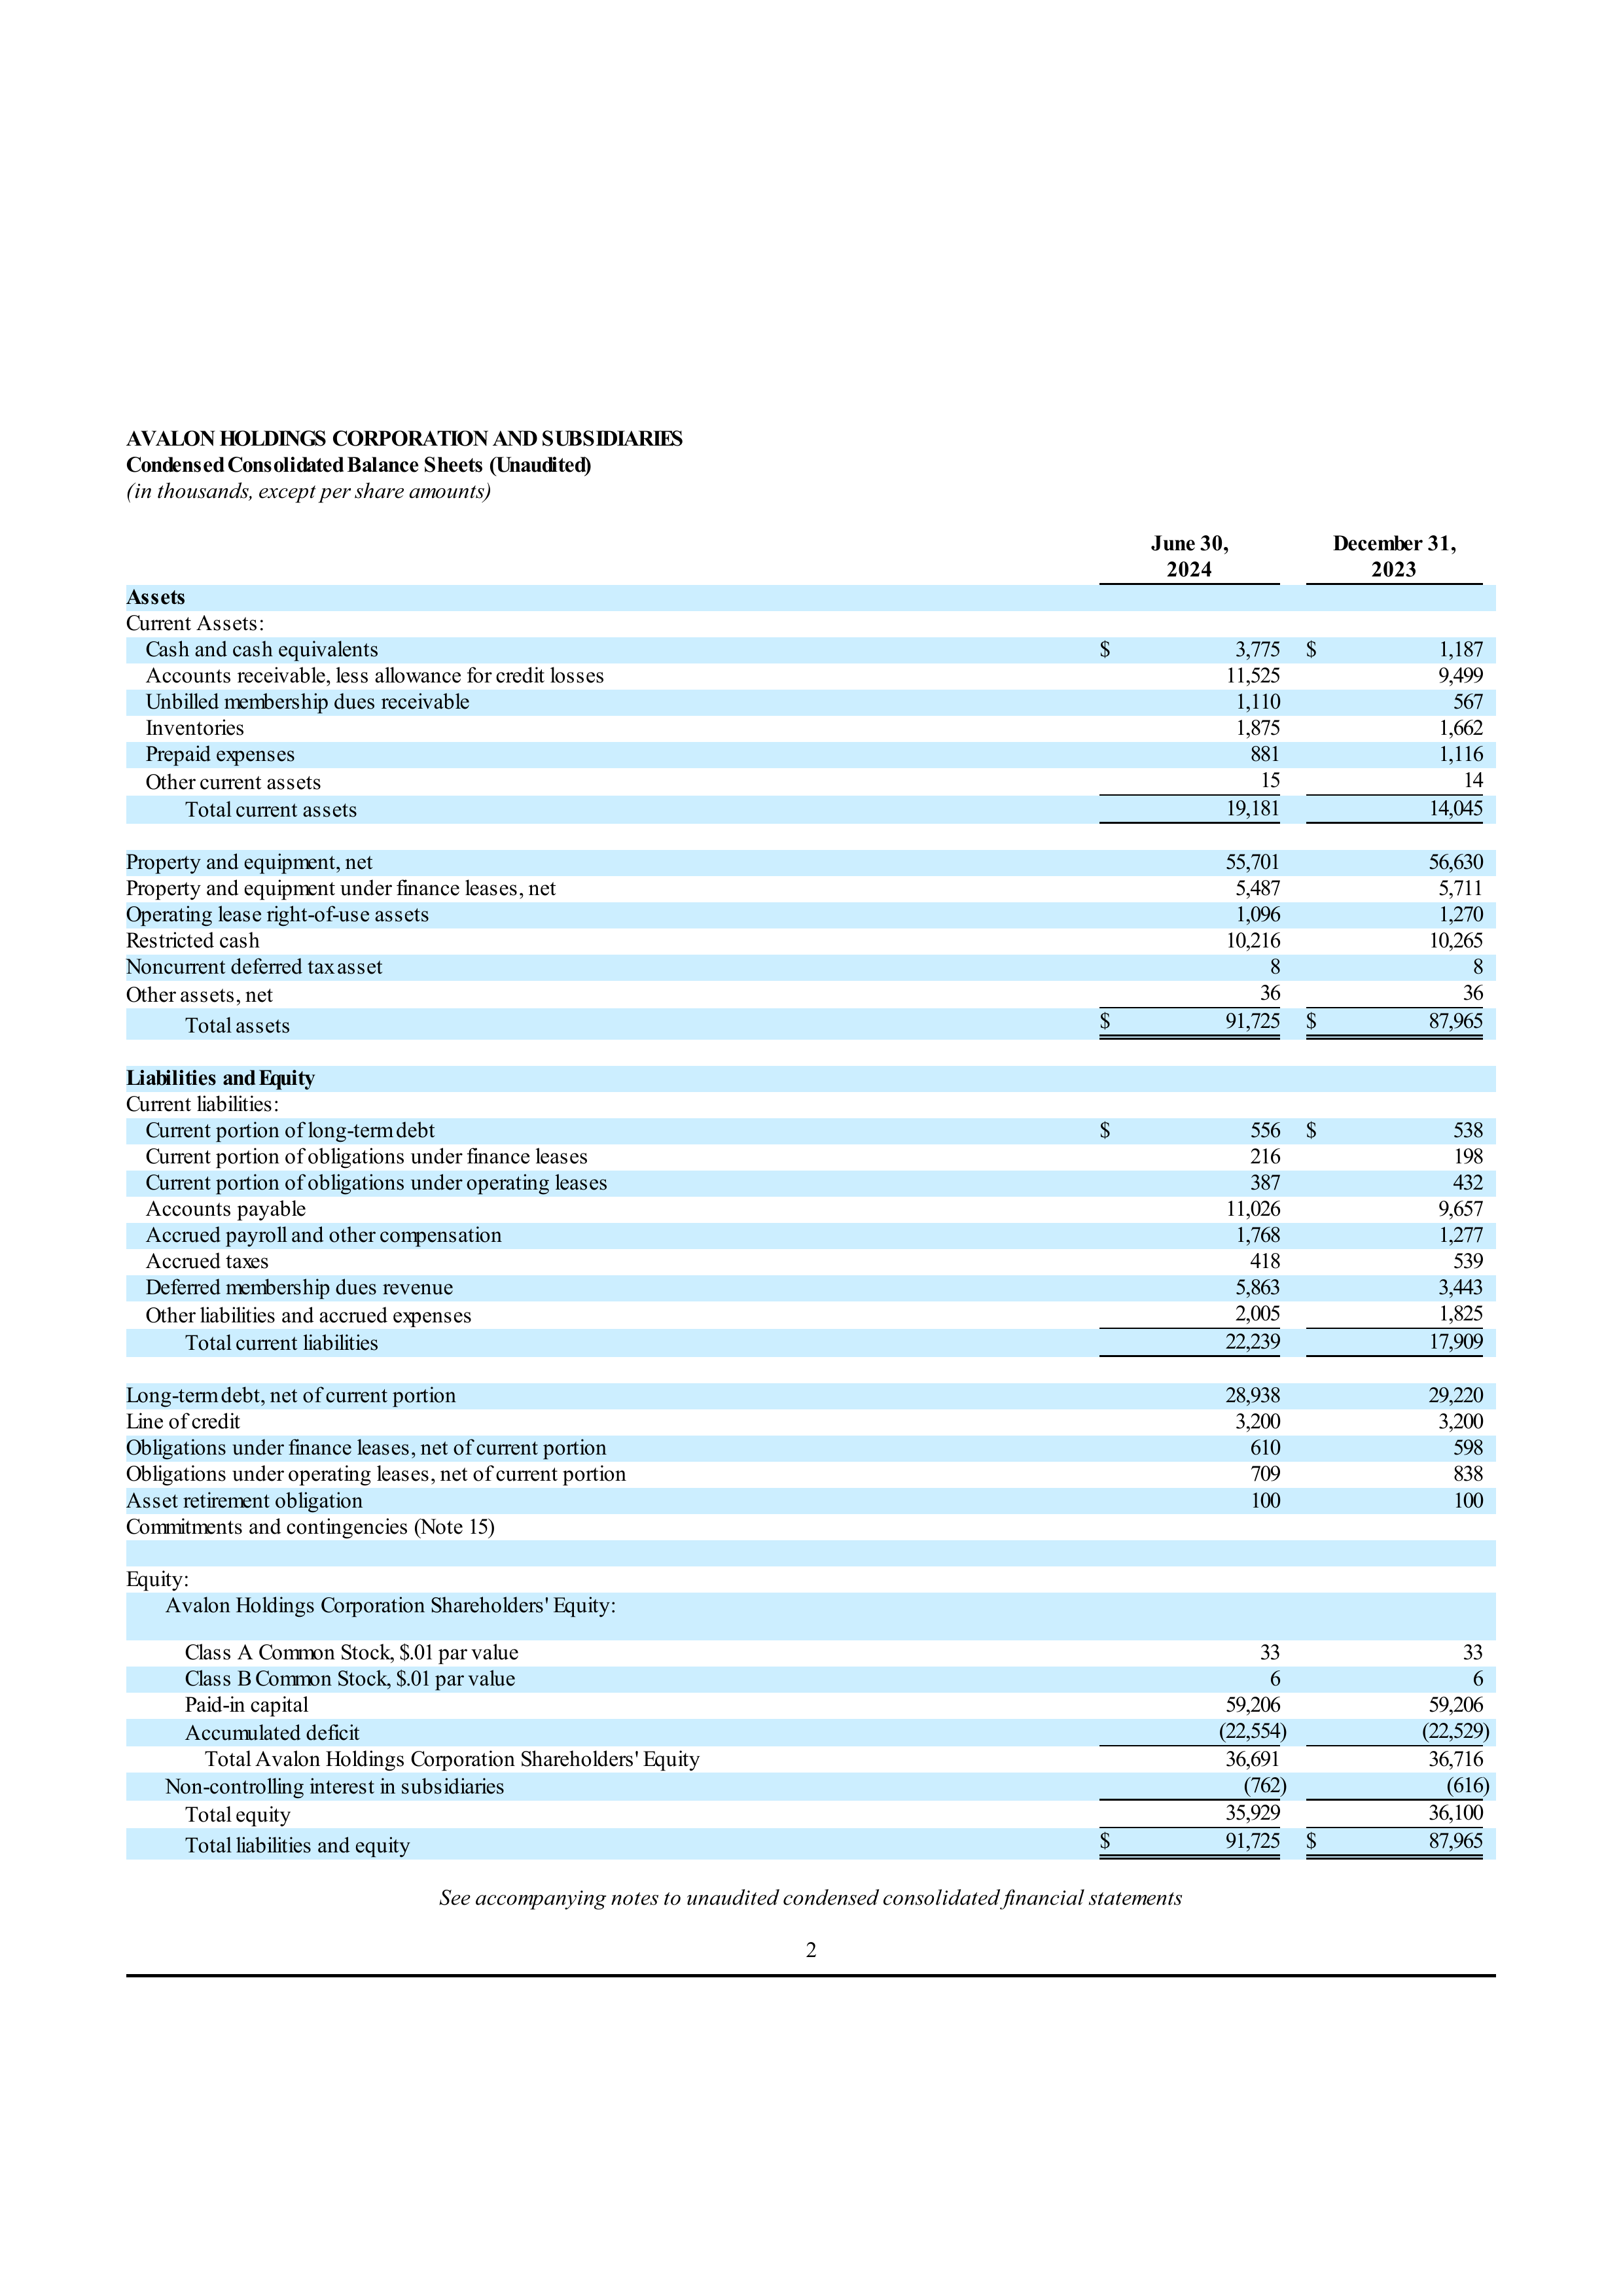 AVALON HOLDINGS CORPORATION AND SUBSIDIARIES
Condensed Consolidated Balance Sheets (Unaudited)
(in thousands, except per share amounts)
June 30, December 31,
2024 2023
Assets
Current Assets:
Cash and cash equivalents $ 3,775 $ 1,187
Accounts receivable, less allowance for credit losses 11,525 9,499
Unbilled membership dues receivable 1,110 567
Inventories 1,875 1,662
Prepaid expenses 881 1,116
Other current assets 15 14
Total current assets 19,181 14,045
Property and equipment, net 55,701 56,630
Property and equipment under finance leases, net 5,487 5,711
Operating lease right-of-use assets 1,096 1,270
Restricted cash 10,216 10,265
Noncurrent deferred tax asset 8 8
Other assets, net 36 36
Total assets $ 91,725 $ 87,965
Liabilities and Equity
Current liabilities:
Current portion of long-term debt $ 556 $ 538
Current portion of obligations under finance leases 216 198
Current portion of obligations under operating leases 387 432
Accounts payable 11,026 9,657
Accrued payroll and other compensation 1,768 1,277
Accrued taxes 418 539
Deferred membership dues revenue 5,863 3,443
Other liabilities and accrued expenses 2,005 1,825
Total current liabilities 22,239 17,909
Long-term debt, net of current portion 28,938 29,220
Line of credit 3,200 3,200
Obligations under finance leases, net of current portion 610 598
Obligations under operating leases, net of current portion 709 838
Asset retirement obligation 100 100
Commitments and contingencies (Note 15)
Equity:
Avalon Holdings Corporation Shareholders' Equity:
Class A Common Stock, $.01 par value 33 33
Class B Common Stock, $.01 par value 6 6
Paid-in capital 59,206 59,206
Accumulated deficit (22,554) (22,529)
Total Avalon Holdings Corporation Shareholders' Equity 36,691 36,716
Non-controlling interest in subsidiaries (762) (616)
Total equity 35,929 36,100
Total liabilities and equity $ 91,725 $ 87,965
See accompanying notes to unaudited condensed consolidated financial statements
2